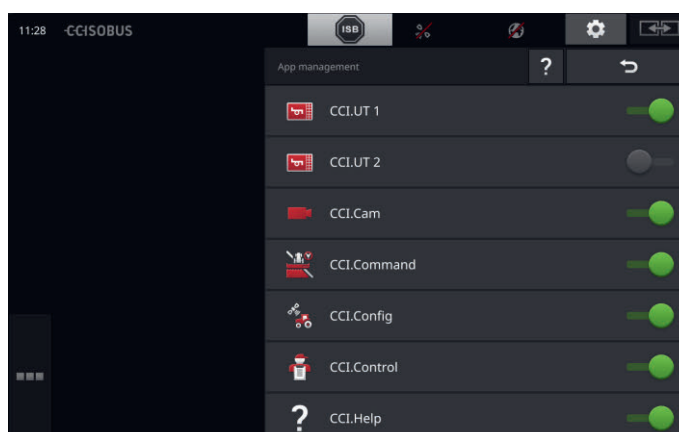 11:28 CCISOBUS ISB
App management ?
CCI.UT 1
CCI.UT 2
CCI.Cam
CCI.Command
CCI.Config
CCI.Control
? CCI.Help